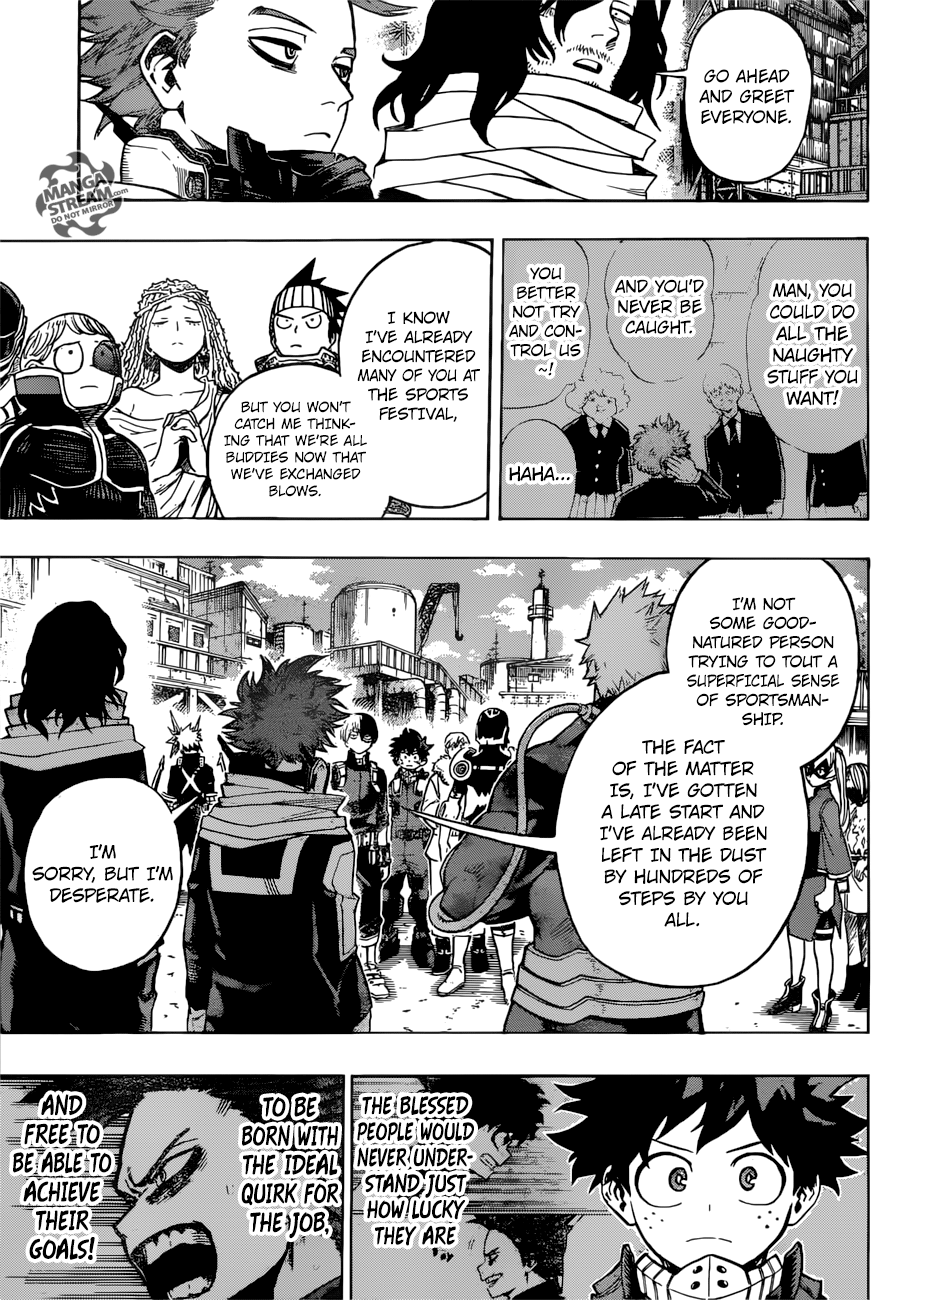 GO AHEAD
AND GREET
EVERYONE.
MANGA
STREAM.com
DO NOT MIRROR
MAN, YOU
COULD DO
ALL THE
NAUGHTY
STUFF YOU
WANT!
AND YOU'D
NEVER BE
CAUGHT.
YOU
BETTER
NOT TRY
AND CON-
TROL US
~!
HAHA...
I KNOW
I'VE ALREADY
ENCOUNTERED
MANY OF YOU AT
THE SPORTS
FESTIVAL,
BUT YOU WON'T
CATCH ME THINK-
ING THAT WE'RE ALL
BUDDIES NOW THAT
WE'VE EXCHANGED
BLOWS.
I'M NOT
SOME GOOD-
NATURED PERSON
TRYING TO TOUT A
SUPERFICIAL SENSE
OF SPORTSMAN-
SHIP.
THE FACT
OF THE MATTER
IS, I'VE GOTTEN
A LATE START AND
I'VE ALREADY BEEN
LEFT IN THE DUST
BY HUNDREDS OF
STEPS BY YOU
ALL.
I'M
SORRY, BUT I'M
DESPERATE.
THE BLESSED
PEOPLE WOULD
NEVER UNDER-
STAND JUST
HOW LUCKY
THEY ARE
TO BE
BORN WITH
THE IDEAL
QUIRK FOR
THE JOB,
AND
FREE TO
BE ABLE TO
ACHIEVE
THEIR
GOALS!